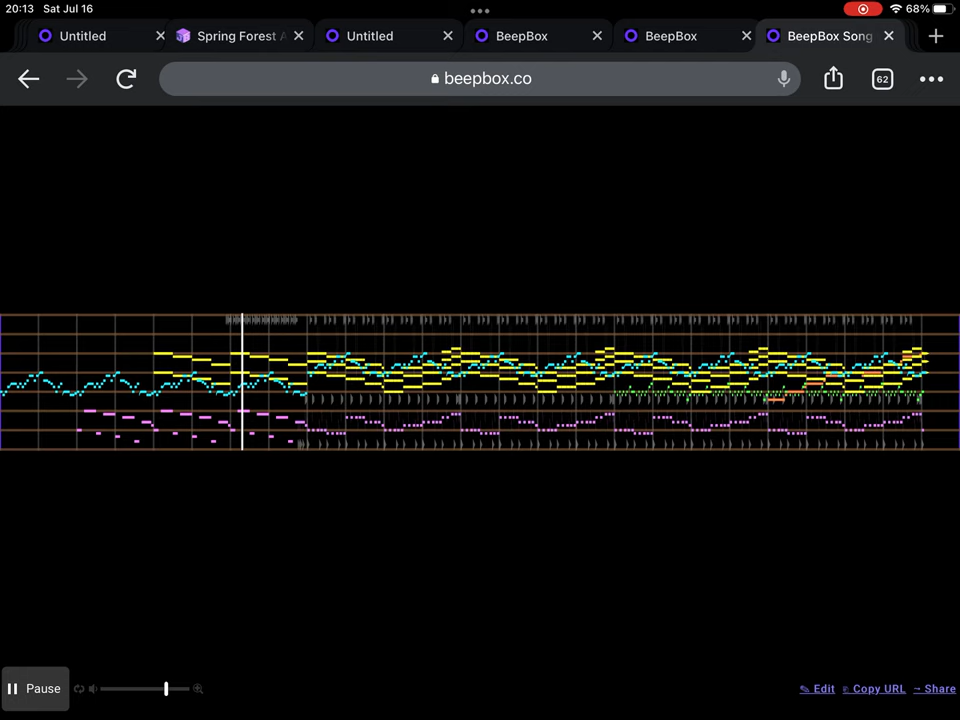 20:13 Sat Jul 16 68%
Untitled Spring Forest A Untitled BeepBox BeepBox BeepBox Song
beepbox.co 62
Pause Edit Copy URL Share